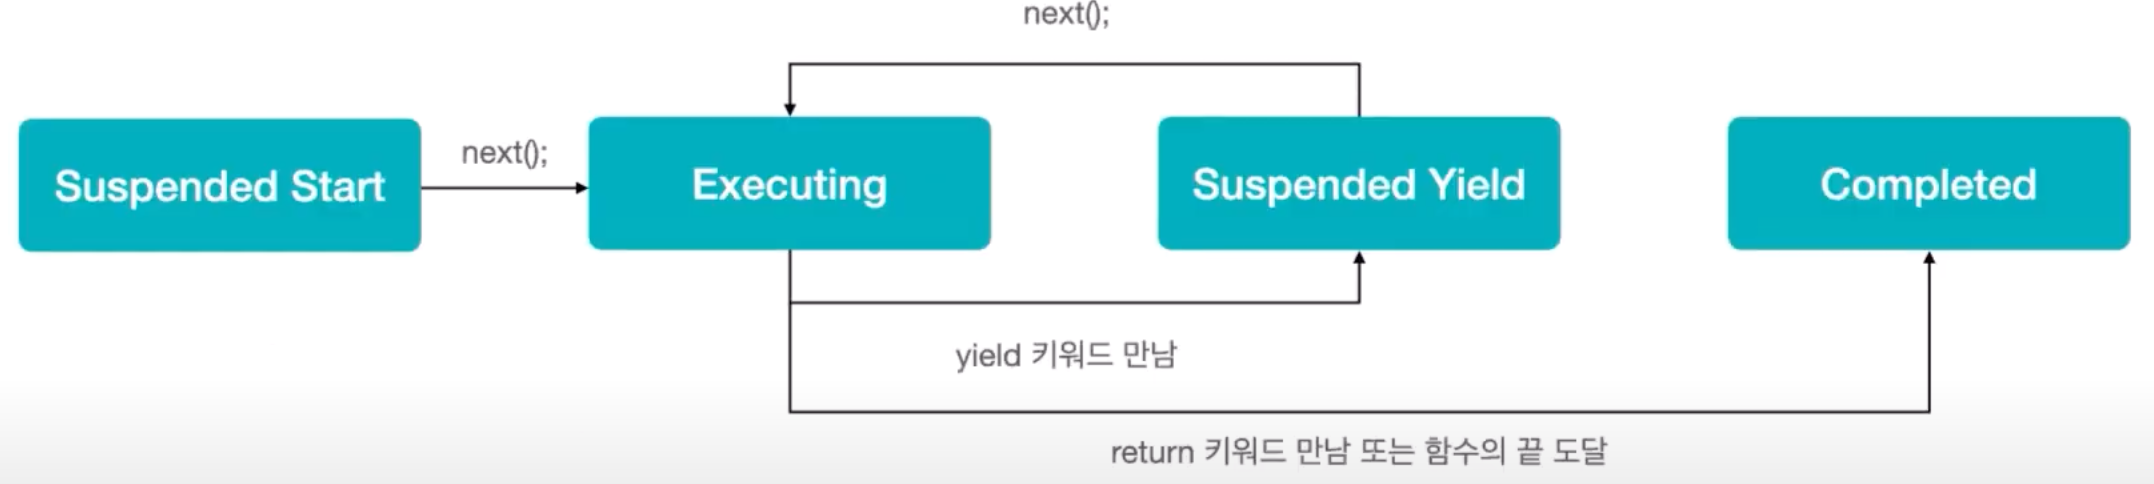 next();
Suspended Start
next();
Executing
Suspended Yield
Completed
yield 키워드 만남
return 키워드 만남 또는 함수의 끝 도달